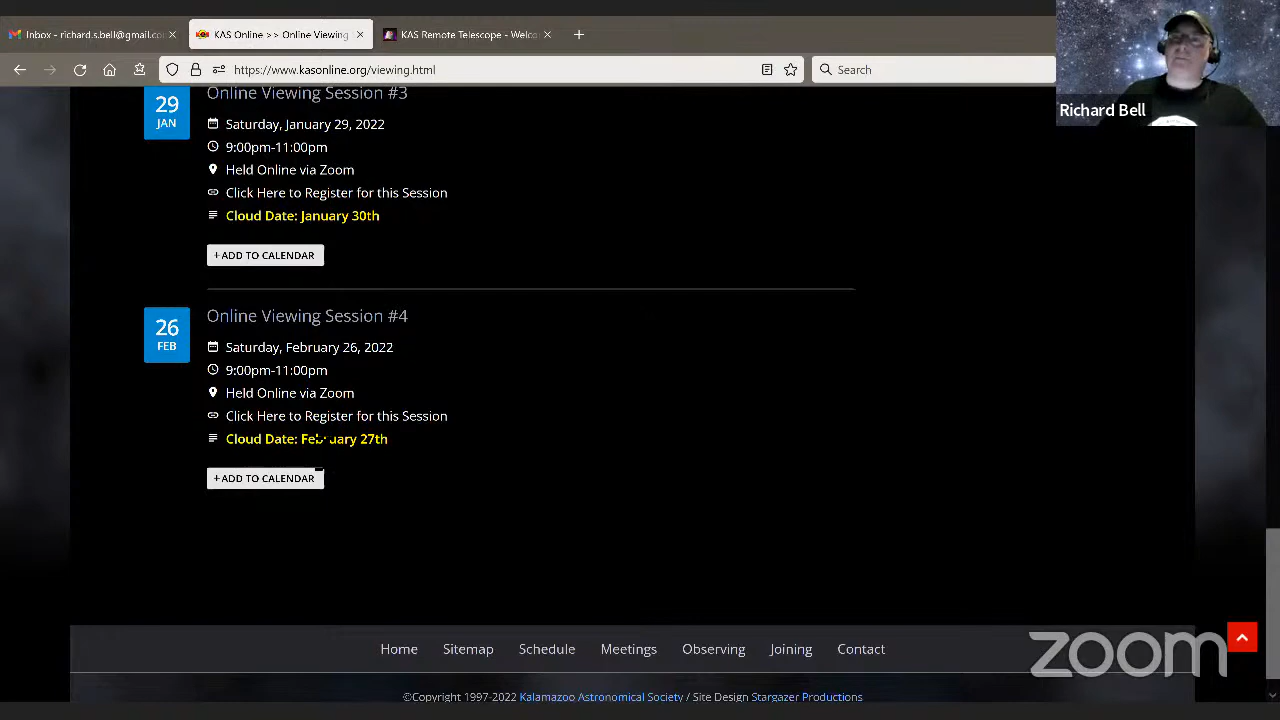 Inbox - richard.s.bell@gmail.co
KAS Online >> Online Viewing
KAS Remote Telescope - Welco
https://www.kasonline.org/viewing.html
Search
Richard Bell
29
JAN
Online Viewing Session #3
Saturday, January 29, 2022
9:00pm-11:00pm
Held Online via Zoom
Click Here to Register for this Session
Cloud Date: January 30th
+ADD TO CALENDAR
26
FEB
Online Viewing Session #4
Saturday, February 26, 2022
9:00pm-11:00pm
Held Online via Zoom
Click Here to Register for this Session
Cloud Date: February 27th
+ADD TO CALENDAR
Home Sitemap Schedule Meetings Observing Joining Contact
zoom
©Copyright 1997-2022 Kalamazoo Astronomical Society / Site Design Stargazer Productions